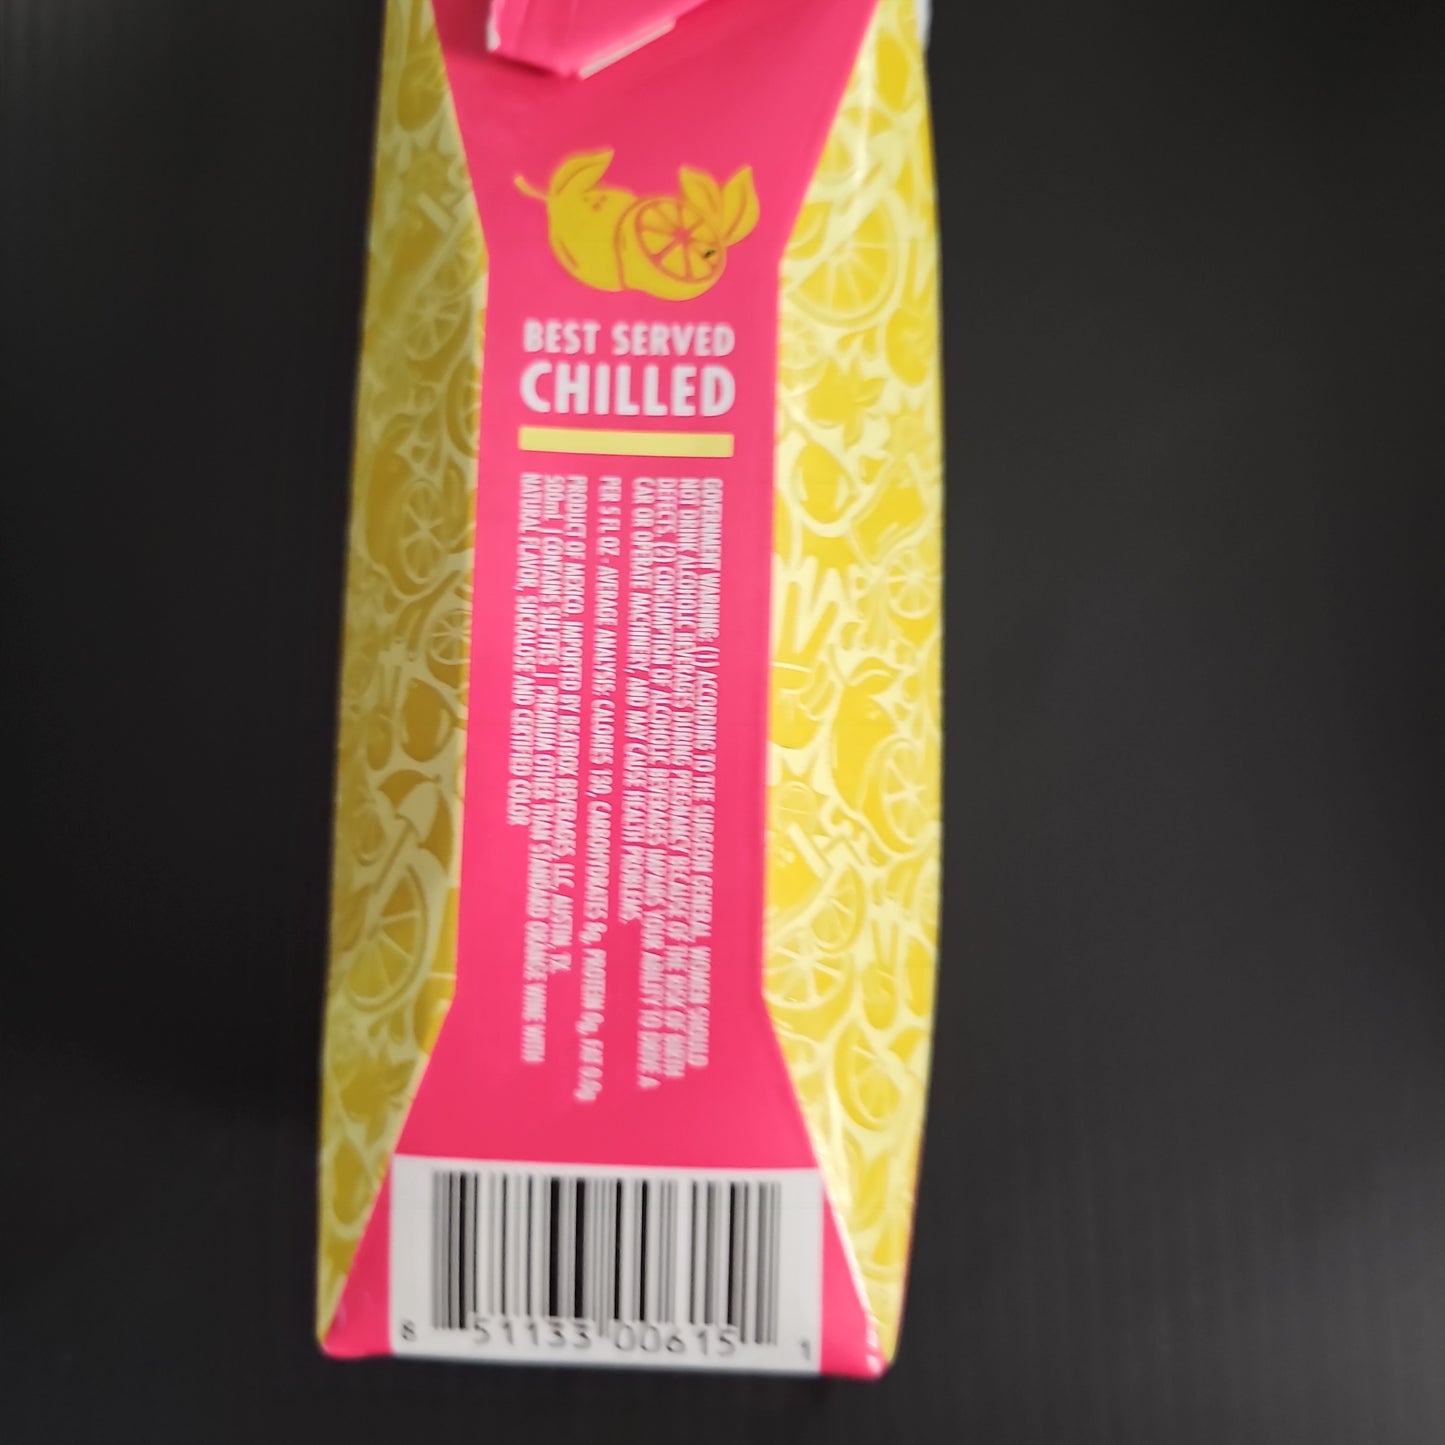 BEST SERVED
CHILLED
GOVERNMENT WARNING: (1) ACCORDING TO THE SURGEON GENERAL, WOMEN SHOULD
NOT DRINK ALCOHOLIC BEVERAGES DURING PREGNANCY BECAUSE OF THE RISK OF BIRTH
DEFECTS. (2) CONSUMPTION OF ALCOHOLIC BEVERAGES IMPAIRS YOUR ABILITY TO DRIVE A
CAR OR OPERATE MACHINERY, AND MAY CAUSE HEALTH PROBLEMS.
PER 5 FL. OZ - AVERAGE ANALYSIS: CALORIES 130, CARBOHYDRATES 9g, PROTEIN 0g, FAT 0.0g
PRODUCT OF MEXICO, IMPORTED BY BEATBOX BEVERAGES, LLC, AUSTIN, TX.
500mL | CONTAINS SULFITES | PREMIUM OTHER THAN STANDARD ORANGE WINE WITH
NATURAL FLAVOR, SUCRALOSE AND CERTIFIED COLOR
8 51133 00615 1